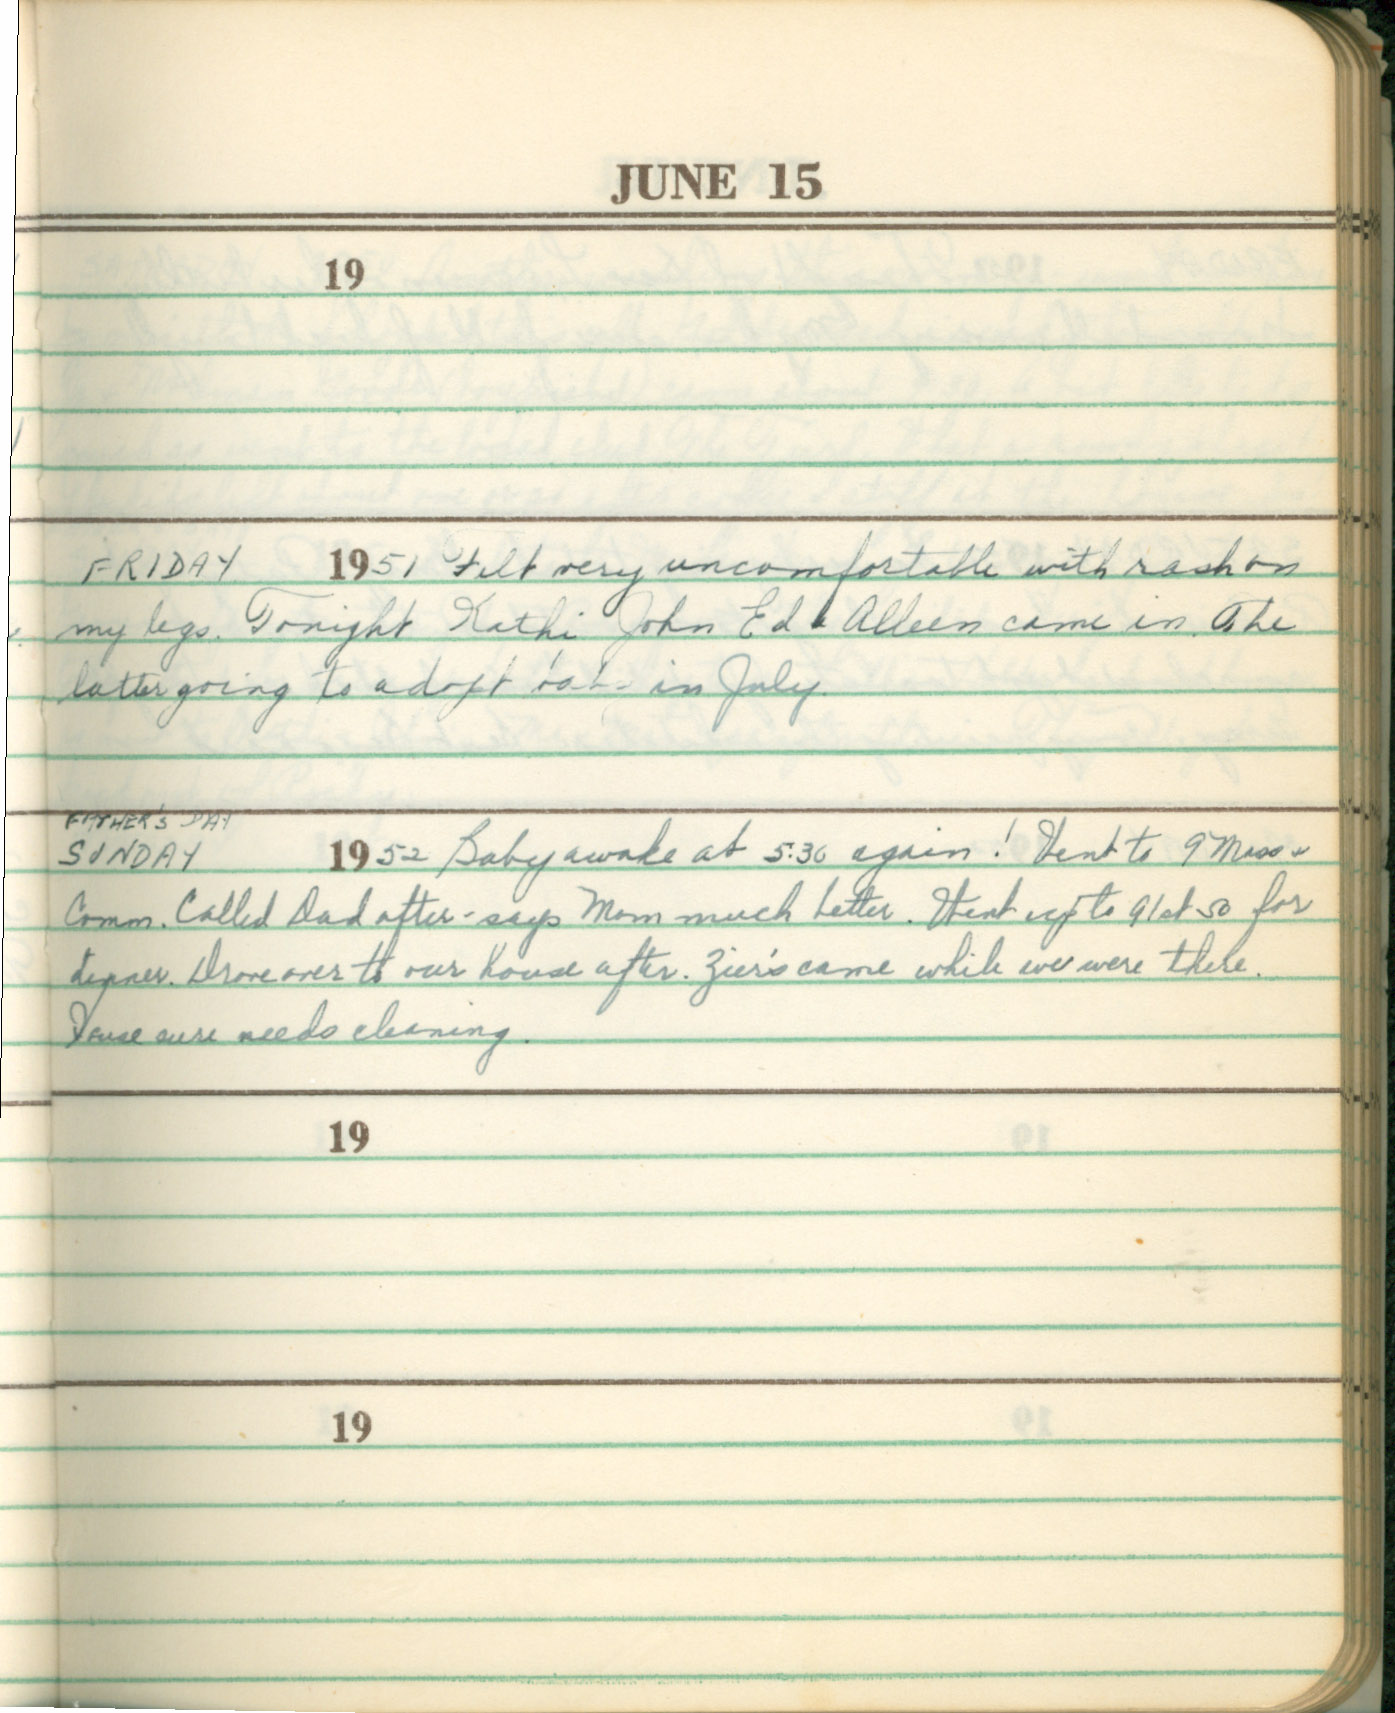 JUNE 15
19
FRIDAY 1951 Felt very uncomfortable with rash on
my legs. Tonight Kathi John Ed & Alleen came in. The
latter going to adopt baby in July.
FATHER'S DAY
SUNDAY 1952 Baby awake at 5:30 again! Went to 9 Mass &
Comm. Called Dad after - says Mom much better. Went up to 91st so for
dinner. Drove over to our house after. Zier's came while we were there.
House sure needs cleaning.
19
19